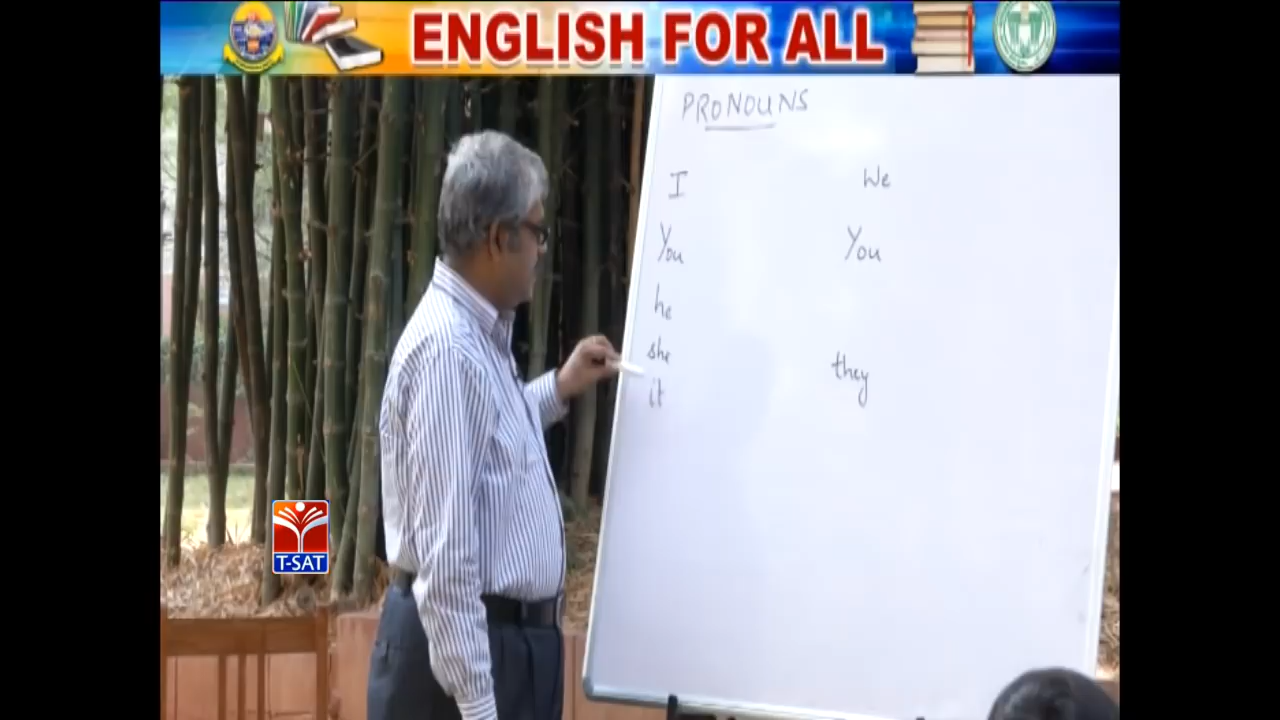 ENGLISH FOR ALL
PRONOUNS
I We
You You
he
she they
it
T-SAT